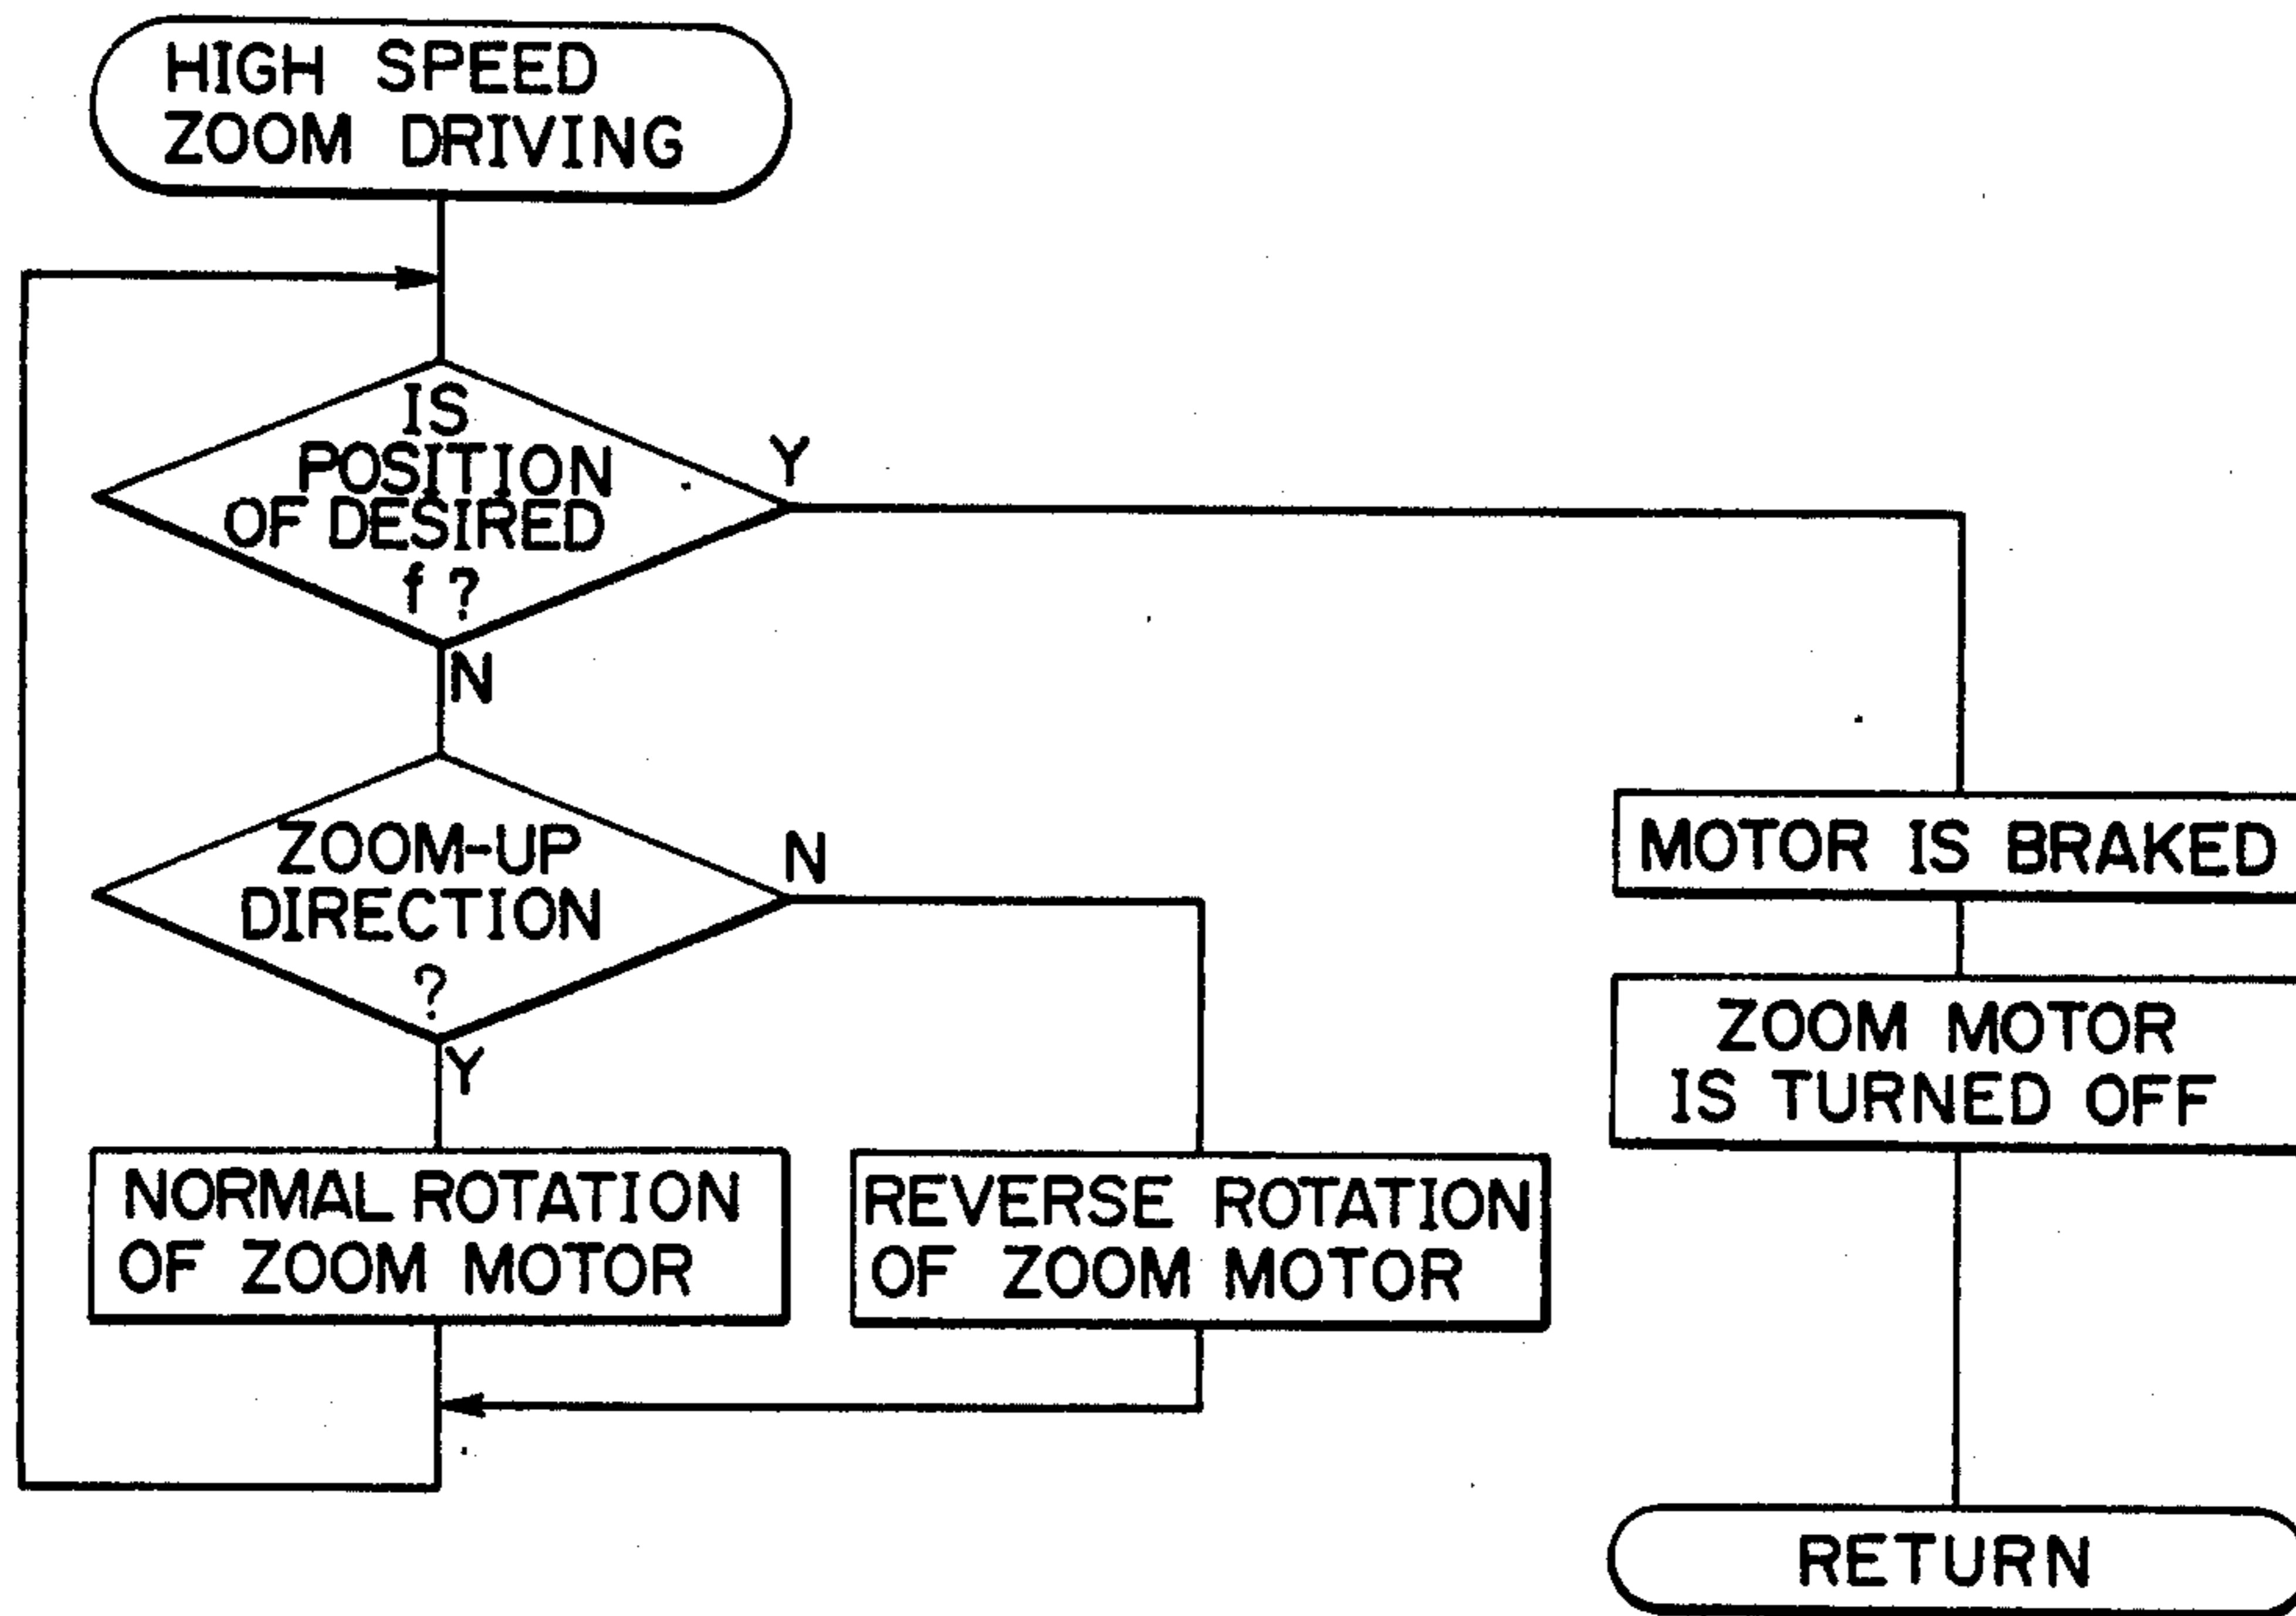 HIGH SPEED
ZOOM DRIVING
IS
POSITION
OF DESIRED
f ?
Y
N
ZOOM-UP
DIRECTION
?
N
Y
NORMAL ROTATION
OF ZOOM MOTOR
REVERSE ROTATION
OF ZOOM MOTOR
MOTOR IS BRAKED
ZOOM MOTOR
IS TURNED OFF
RETURN